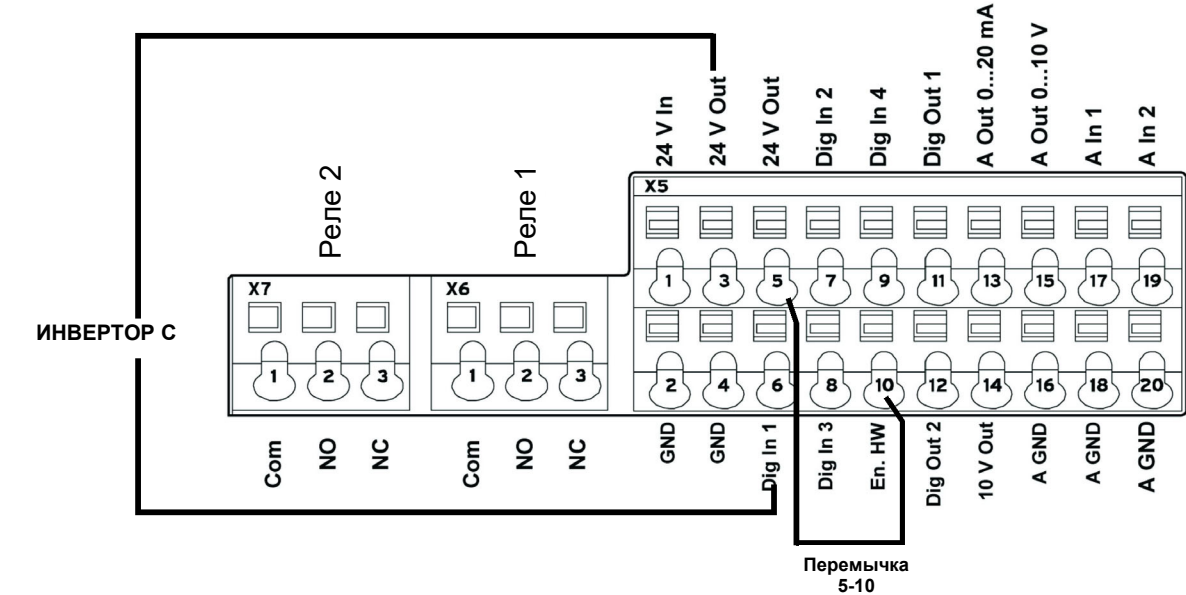 24 V In
24 V Out
24 V Out
Dig In 2
Dig In 4
Dig Out 1
A Out 0...20 mA
A Out 0...10 V
A In 1
A In 2
Реле 2
Реле 1
X5
1 3 5 7 9 11 13 15 17 19
X7
X6
ИНВЕРТОР С
1 2 3
1 2 3
2 4 6 8 10 12 14 16 18 20
Com
NO
NC
Com
NO
NC
GND
GND
Dig In 1
Dig In 3
En. HW
Dig Out 2
10 V Out
A GND
A GND
A GND
Перемычка
5-10